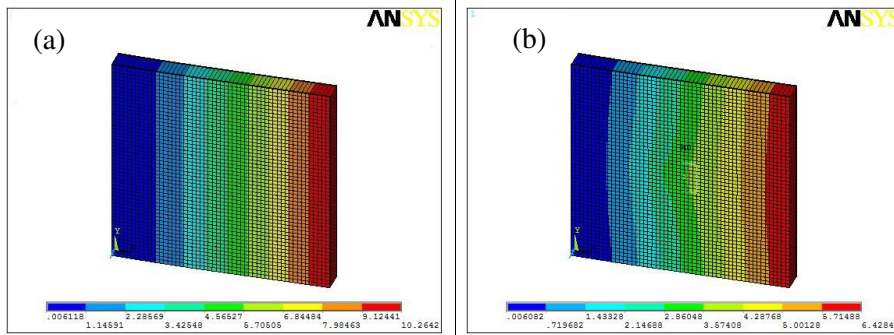 (a)
ANSYS
Y
.006118 2.28569 4.56527 6.84484 9.12441
1.14591 3.42548 5.70505 7.98463 10.2642
(b)
ANSYS
Y
.006082 1.43328 2.86048 4.28768 5.71488
.719682 2.14688 3.57408 5.00128 6.4284